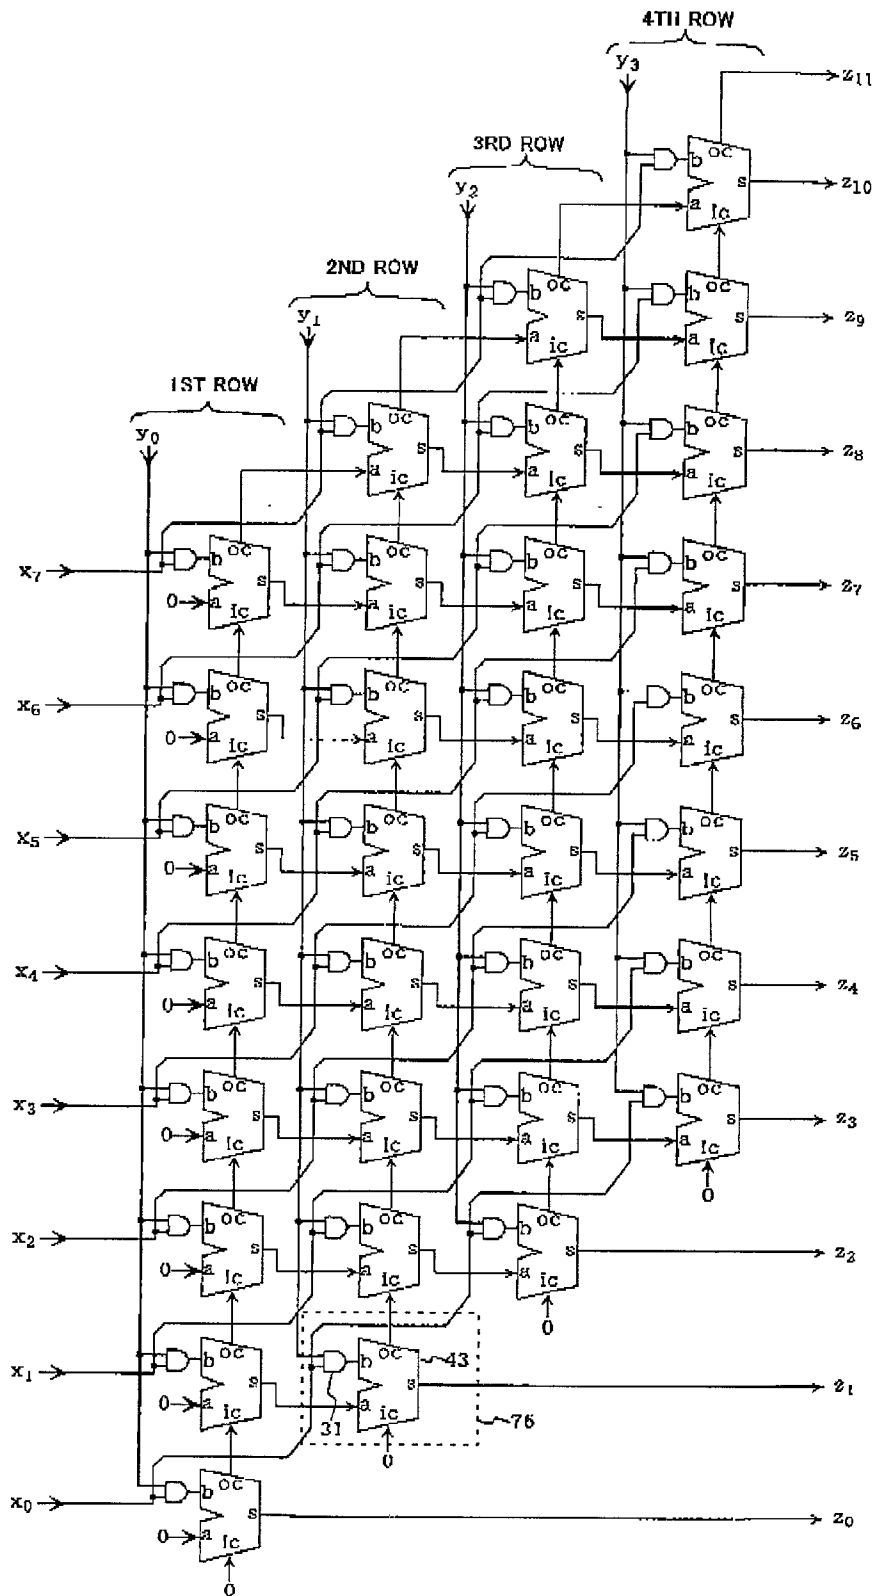 4TH ROW
y3
z11
3RD ROW
b oc
y2
s
z10
a Ic
2ND ROW
y1
b oc b oc
s s z9
a ic a Ic
1ST ROW
y0
b oc b oc b oc
s s s z8
a ic a Ic a Ic
x7
b oc b oc b oc b oc
s s s s z7
0 a Ic a ic a Ic a Ic
x6
b oc b oc b oc b oc
s s s s z6
0 a Ic a Ic a Ic a Ic
x5
b oc b oc b oc b oc
s s s s z5
0 a Ic a ic a Ic a Ic
x4
b oc b oc b oc b oc
s s s s z4
0 a Ic a Ic a Ic a ic
x3
b oc b oc b oc b oc
s s s s z3
0 a Ic a Ic a ic a Ic
0
x2
b oc b oc b oc
s s s z2
0 a Ic a Ic a ic
0
x1
b oc b oc 43
s s z1
0 a Ic a ic
31
76
0
x0
b oc
s z0
0 a Ic
0